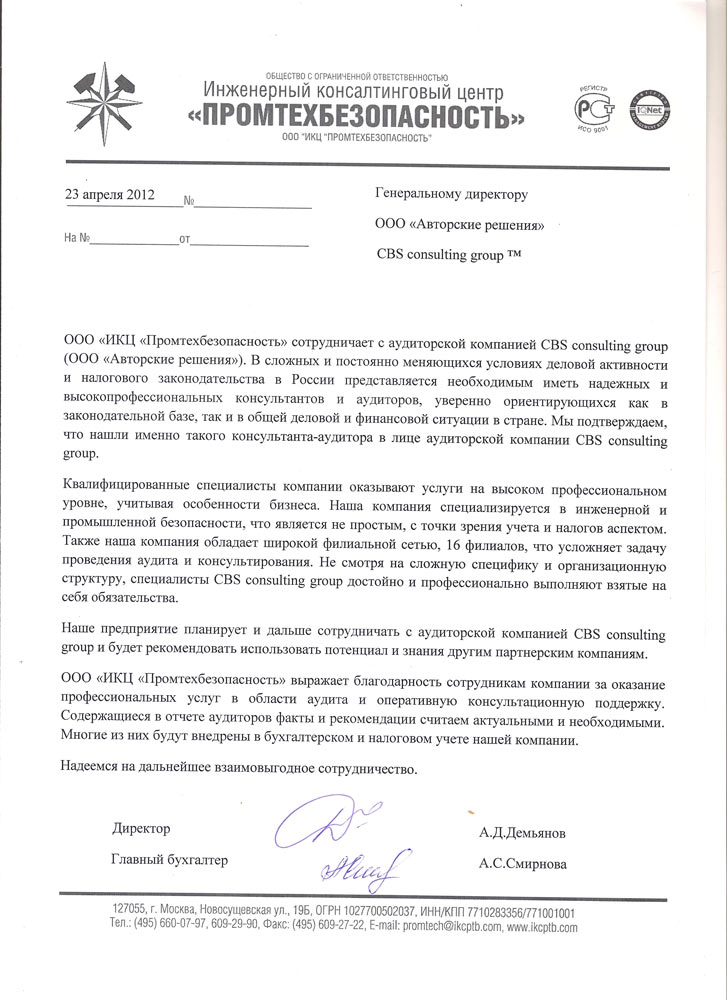 ОБЩЕСТВО С ОГРАНИЧЕННОЙ ОТВЕТСТВЕННОСТЬЮ
Инженерный консалтинговый центр
«ПРОМТЕХБЕЗОПАСНОСТЬ»
ООО "ИКЦ "ПРОМТЕХБЕЗОПАСНОСТЬ"
РЕГИСТР
РСТ
ИСО 9001
CERTIFIED
IQNet
23 апреля 2012 №
На № от
Генеральному директору
ООО «Авторские решения»
CBS consulting group ™
ООО «ИКЦ «Промтехбезопасность» сотрудничает с аудиторской компанией CBS consulting group
(ООО «Авторские решения»). В сложных и постоянно меняющихся условиях деловой активности
и налогового законодательства в России представляется необходимым иметь надежных и
высокопрофессиональных консультантов и аудиторов, уверенно ориентирующихся как в
законодательной базе, так и в общей деловой и финансовой ситуации в стране. Мы подтверждаем,
что нашли именно такого консультанта-аудитора в лице аудиторской компании CBS consulting
group.
Квалифицированные специалисты компании оказывают услуги на высоком профессиональном
уровне, учитывая особенности бизнеса. Наша компания специализируется в инженерной и
промышленной безопасности, что является не простым, с точки зрения учета и налогов аспектом.
Также наша компания обладает широкой филиальной сетью, 16 филиалов, что усложняет задачу
проведения аудита и консультирования. Не смотря на сложную специфику и организационную
структуру, специалисты CBS consulting group достойно и профессионально выполняют взятые на
себя обязательства.
Наше предприятие планирует и дальше сотрудничать с аудиторской компанией CBS consulting
group и будет рекомендовать использовать потенциал и знания другим партнерским компаниям.
ООО «ИКЦ «Промтехбезопасность» выражает благодарность сотрудникам компании за оказание
профессиональных услуг в области аудита и оперативную консультационную поддержку.
Содержащиеся в отчете аудиторов факты и рекомендации считаем актуальными и необходимыми.
Многие из них будут внедрены в бухгалтерском и налоговом учете нашей компании.
Надеемся на дальнейшее взаимовыгодное сотрудничество.
Директор А.Д.Демьянов
Главный бухгалтер А.С.Смирнова
127055, г. Москва, Новосущевская ул., 19Б, ОГРН 1027700502037, ИНН/КПП 7710283356/771001001
Тел.: (495) 660-07-97, 609-29-90, Факс: (495) 609-27-22, E-mail: promtech@ikcptb.com, www.ikcptb.com